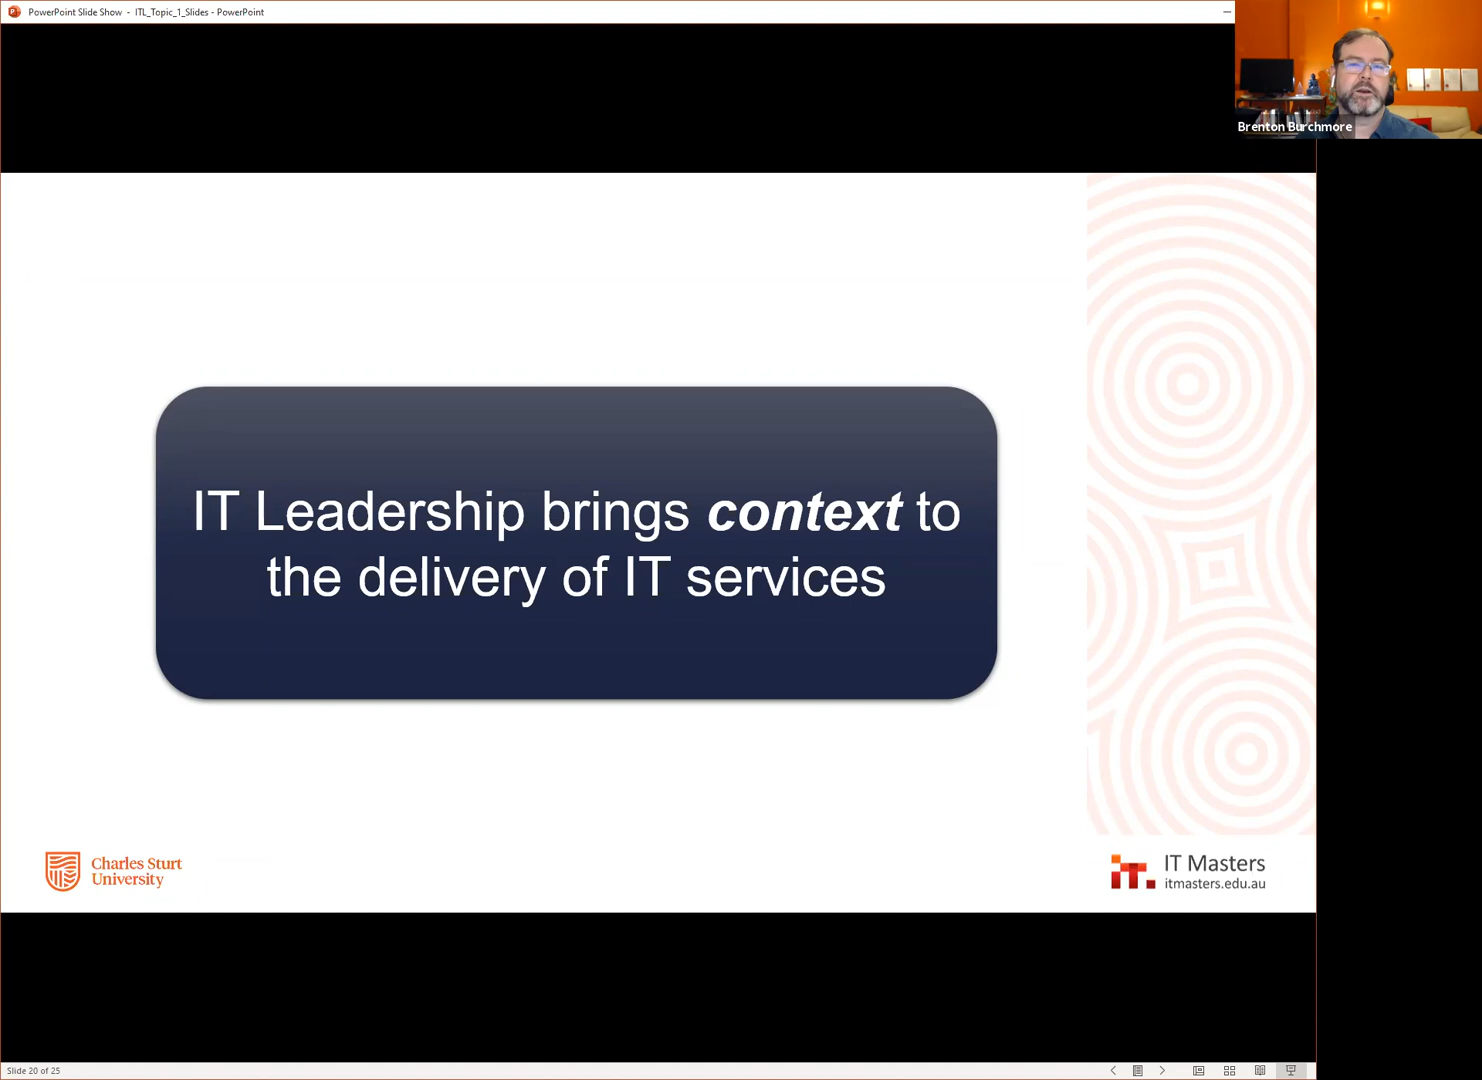 PowerPoint Slide Show - ITL_Topic_1_Slides - PowerPoint
Brenton Burchmore
IT Leadership brings context to
the delivery of IT services
Charles Sturt
University
it.
IT Masters
itmasters.edu.au
Slide 20 of 25